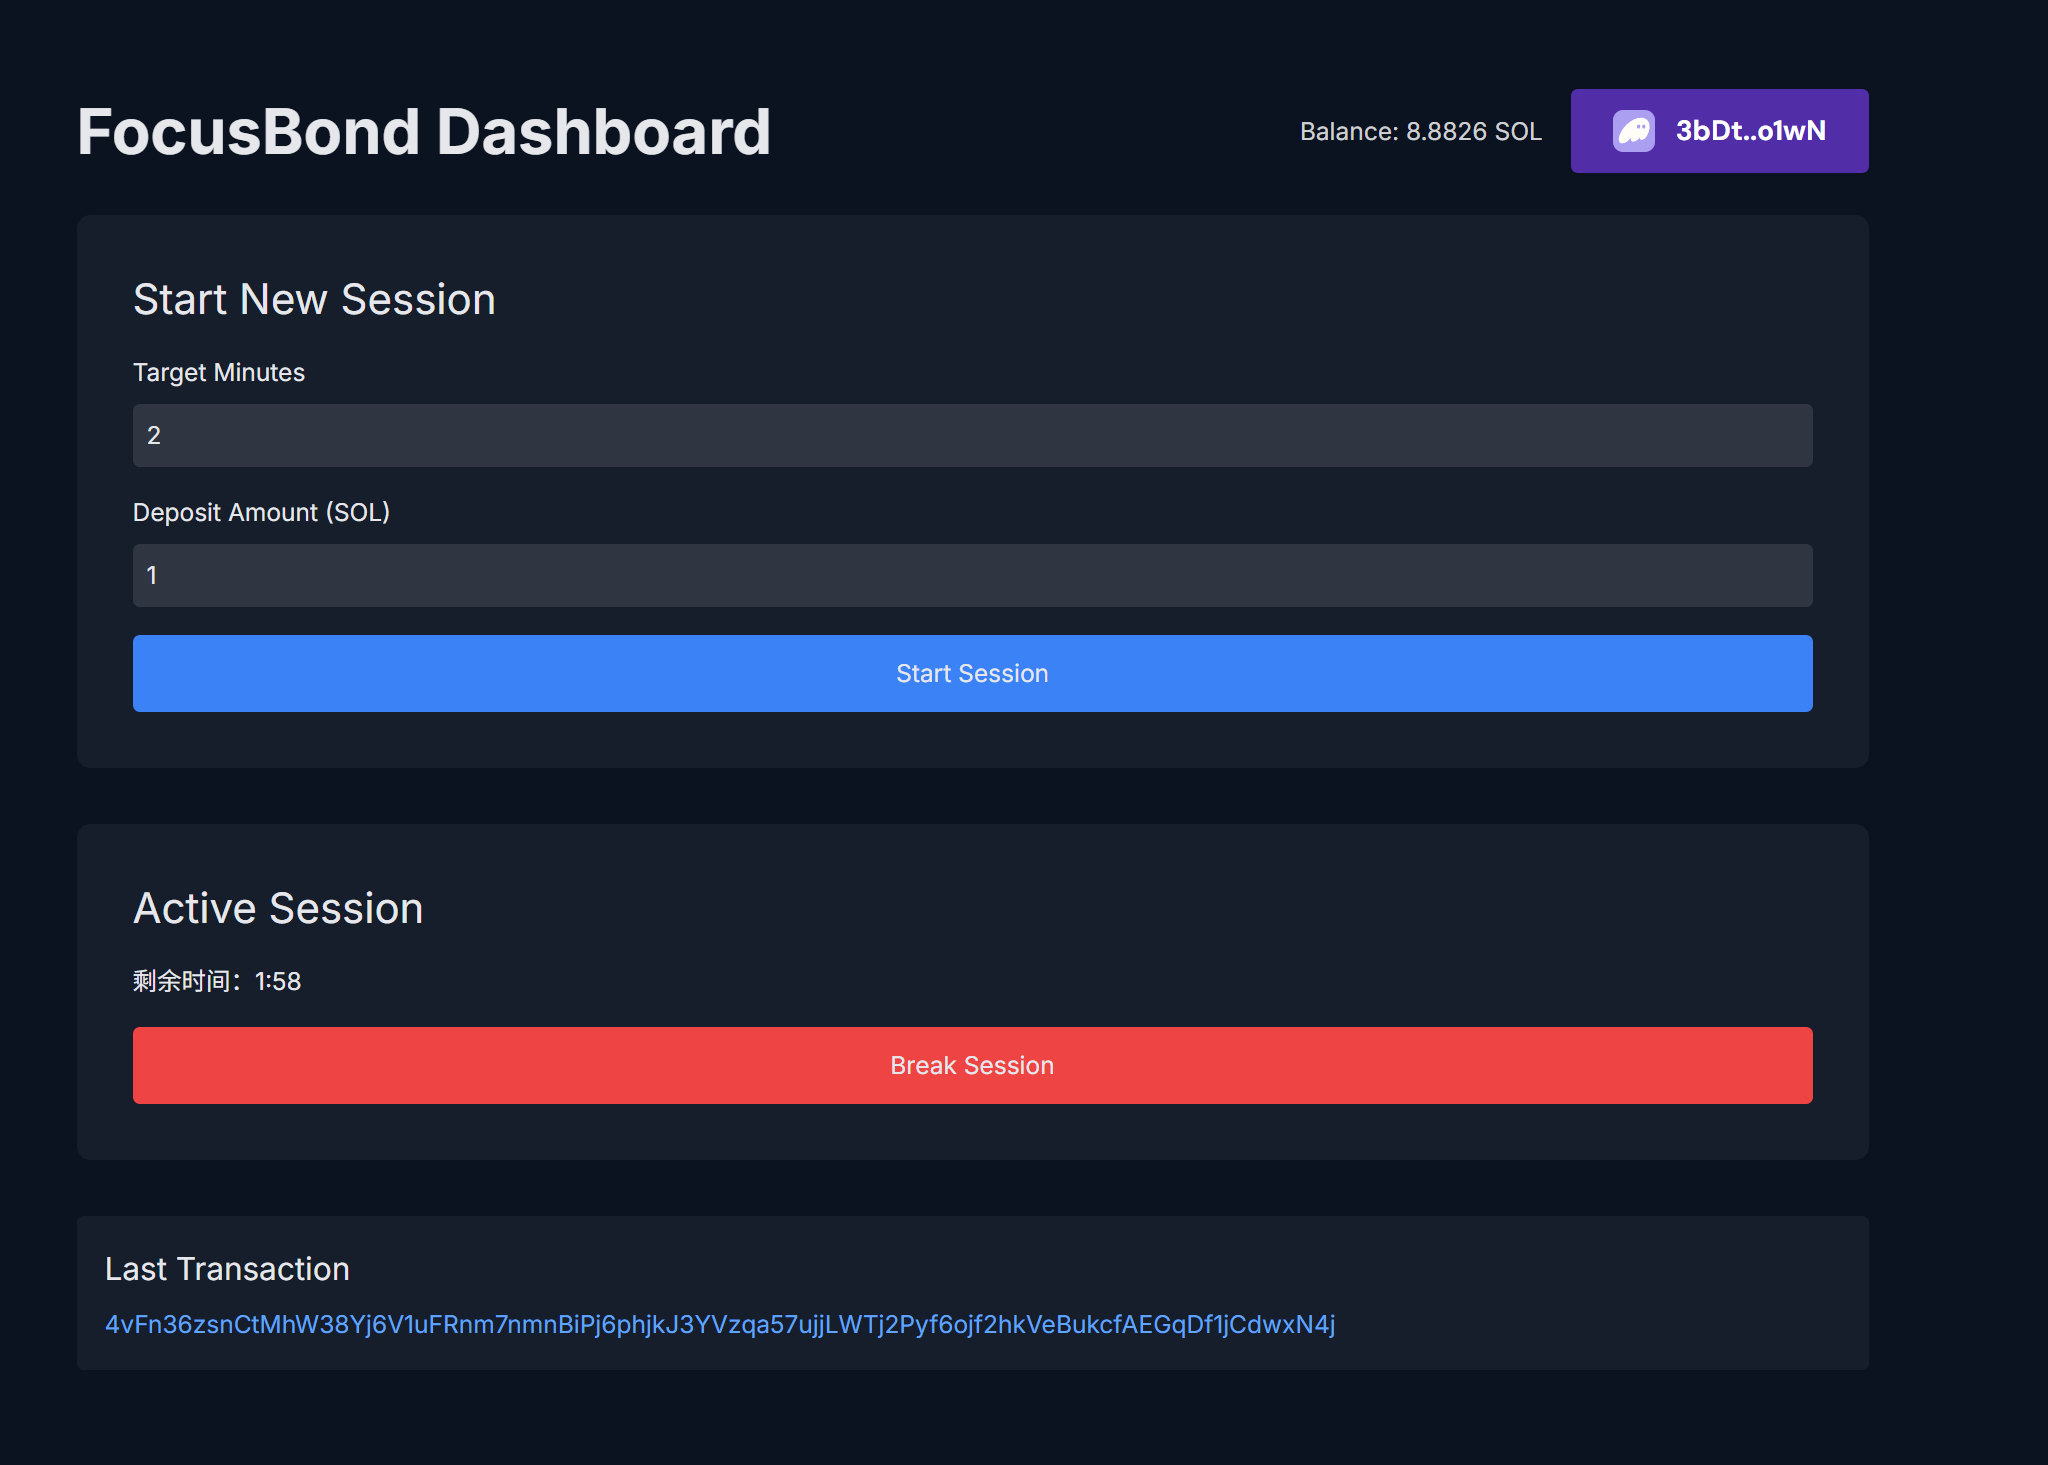 FocusBond Dashboard
Balance: 8.8826 SOL
3bDt..o1wN
Start New Session
Target Minutes
2
Deposit Amount (SOL)
1
Start Session
Active Session
剩余时间：1:58
Break Session
Last Transaction
4vFn36zsnCtMhW38Yj6V1uFRnm7nmnBiPj6phjkJ3YVzqa57ujjLWTj2Pyf6ojf2hkVeBukcfAEGqDf1jCdwxN4j